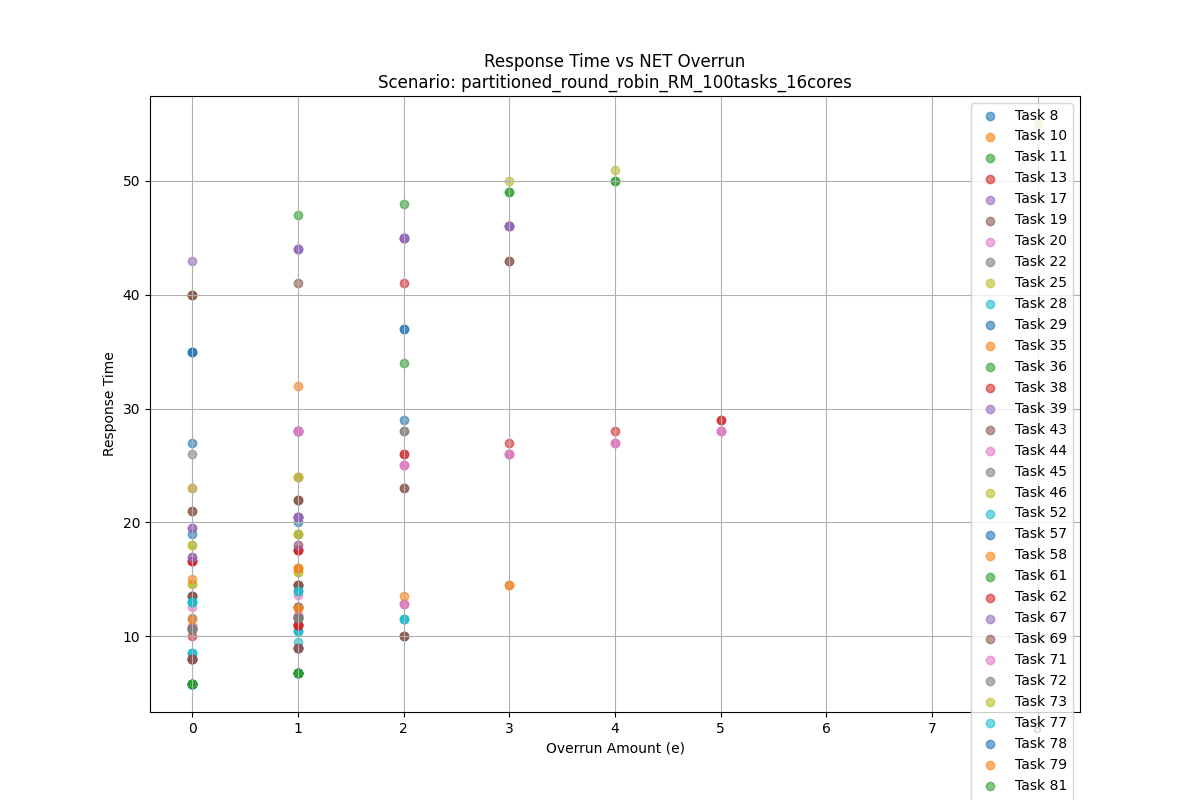 Response Time vs NET Overrun
Scenario: partitioned_round_robin_RM_100tasks_16cores
Response Time
50
40
30
20
10
0 1 2 3 4 5 6 7 8
Overrun Amount (e)
Task 8
Task 10
Task 11
Task 13
Task 17
Task 19
Task 20
Task 22
Task 25
Task 28
Task 29
Task 35
Task 36
Task 38
Task 39
Task 43
Task 44
Task 45
Task 46
Task 52
Task 57
Task 58
Task 61
Task 62
Task 67
Task 69
Task 71
Task 72
Task 73
Task 77
Task 78
Task 79
Task 81